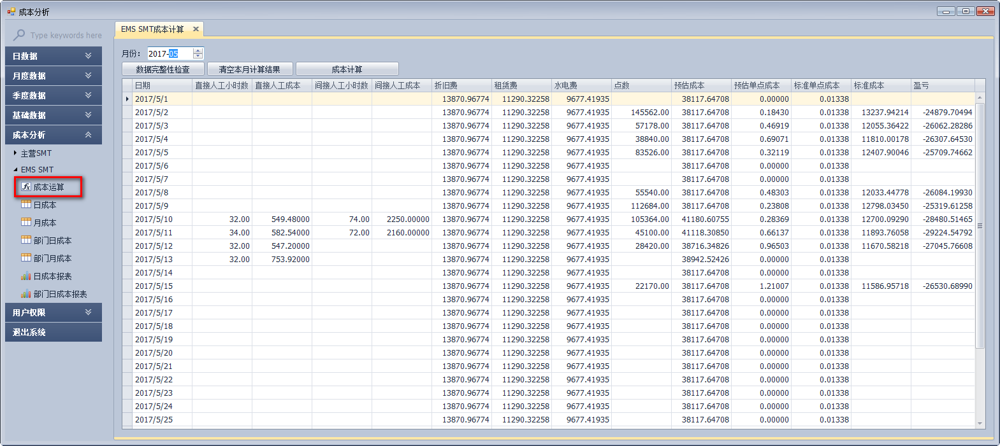 成本分析
Type keywords here
日数据
月度数据
季度数据
基础数据
成本分析
主营SMT
EMS SMT
成本运算
日成本
月成本
部门日成本
部门月成本
日成本报表
部门日成本报表
用户权限
退出系统
EMS SMT成本计算
月份： 2017-05
数据完整性检查 清空本月计算结果 成本计算
日期 直接人工小时数 直接人工成本 间接人工小时数 间接人工成本 折旧费 租赁费 水电费 点数 预估成本 预估单点成本 标准单点成本 标准成本 盈亏
2017/5/1 13870.96774 11290.32258 9677.41935 38117.64708 0.00000 0.01338
2017/5/2 13870.96774 11290.32258 9677.41935 145562.00 38117.64708 0.18430 0.01338 13237.94214 -24879.70494
2017/5/3 13870.96774 11290.32258 9677.41935 57178.00 38117.64708 0.46919 0.01338 12055.36422 -26062.28286
2017/5/4 13870.96774 11290.32258 9677.41935 38840.00 38117.64708 0.69071 0.01338 11810.00178 -26307.64530
2017/5/5 13870.96774 11290.32258 9677.41935 83526.00 38117.64708 0.32119 0.01338 12407.90046 -25709.74662
2017/5/6 13870.96774 11290.32258 9677.41935 38117.64708 0.00000 0.01338
2017/5/7 13870.96774 11290.32258 9677.41935 38117.64708 0.00000 0.01338
2017/5/8 13870.96774 11290.32258 9677.41935 55540.00 38117.64708 0.48303 0.01338 12033.44778 -26084.19930
2017/5/9 13870.96774 11290.32258 9677.41935 112684.00 38117.64708 0.23808 0.01338 12798.03450 -25319.61258
2017/5/10 32.00 549.48000 74.00 2250.00000 13870.96774 11290.32258 9677.41935 105364.00 41180.60755 0.28369 0.01338 12700.09290 -28480.51465
2017/5/11 34.00 582.54000 72.00 2160.00000 13870.96774 11290.32258 9677.41935 45100.00 41118.30850 0.66137 0.01338 11893.76058 -29224.54792
2017/5/12 32.00 547.20000 13870.96774 11290.32258 9677.41935 28420.00 38716.34826 0.96503 0.01338 11670.58218 -27045.76608
2017/5/13 32.00 753.92000 13870.96774 11290.32258 9677.41935 38942.52426 0.00000 0.01338
2017/5/14 13870.96774 11290.32258 9677.41935 38117.64708 0.00000 0.01338
2017/5/15 13870.96774 11290.32258 9677.41935 22170.00 38117.64708 1.21007 0.01338 11586.95718 -26530.68990
2017/5/16 13870.96774 11290.32258 9677.41935 38117.64708 0.00000 0.01338
2017/5/17 13870.96774 11290.32258 9677.41935 38117.64708 0.00000 0.01338
2017/5/18 13870.96774 11290.32258 9677.41935 38117.64708 0.00000 0.01338
2017/5/19 13870.96774 11290.32258 9677.41935 38117.64708 0.00000 0.01338
2017/5/20 13870.96774 11290.32258 9677.41935 38117.64708 0.00000 0.01338
2017/5/21 13870.96774 11290.32258 9677.41935 38117.64708 0.00000 0.01338
2017/5/22 13870.96774 11290.32258 9677.41935 38117.64708 0.00000 0.01338
2017/5/23 13870.96774 11290.32258 9677.41935 38117.64708 0.00000 0.01338
2017/5/24 13870.96774 11290.32258 9677.41935 38117.64708 0.00000 0.01338
2017/5/25 13870.96774 11290.32258 9677.41935 38117.64708 0.00000 0.01338